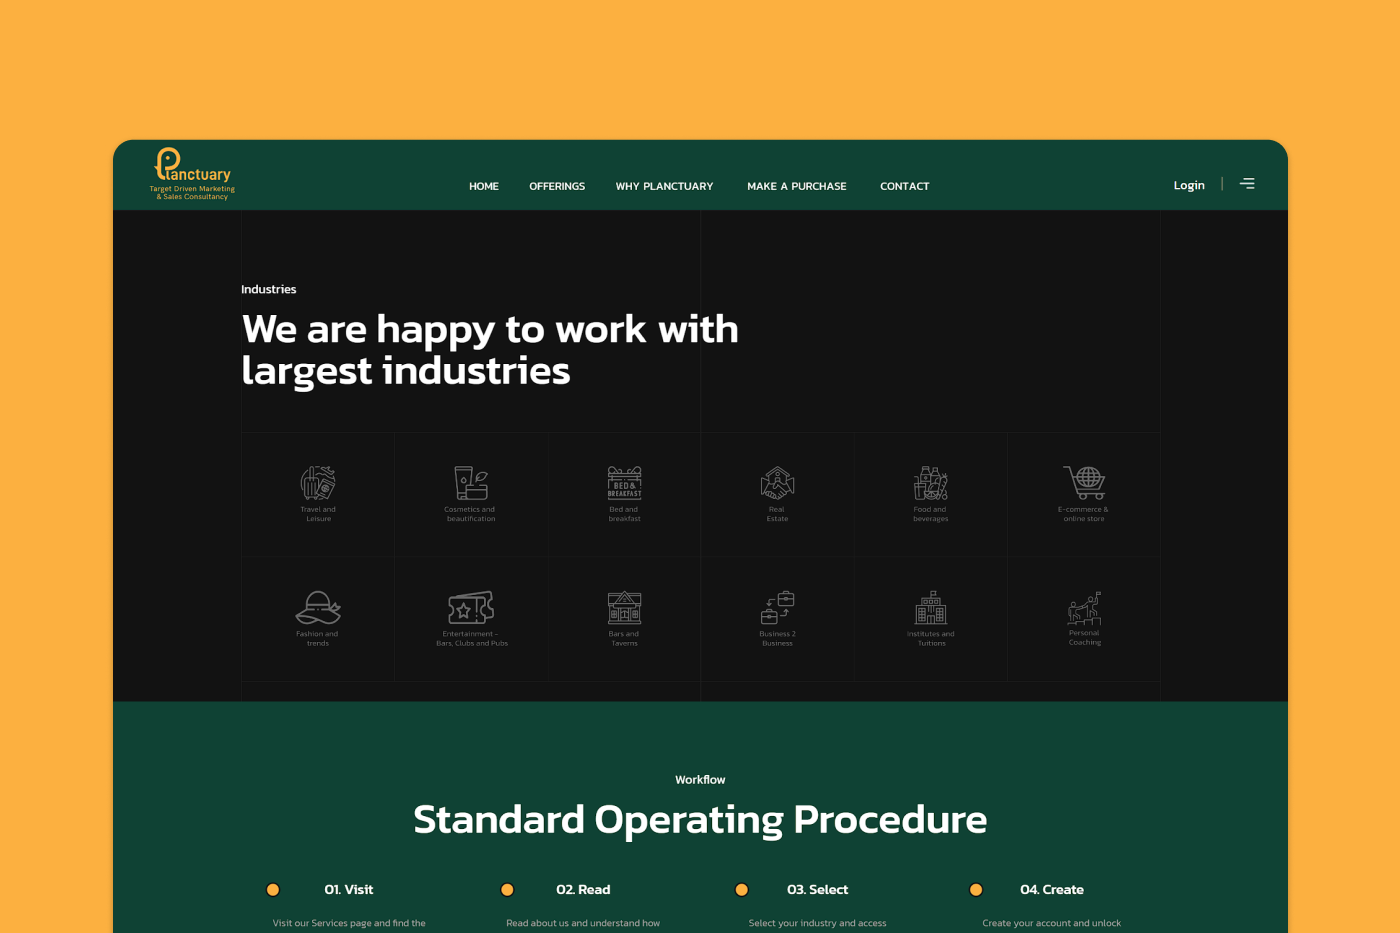 Planctuary
Target Driven Marketing
& Sales Consultancy
HOME
OFFERINGS
WHY PLANCTUARY
MAKE A PURCHASE
CONTACT
Login
Industries
We are happy to work with
largest industries
BED &
BREAKFAST
Travel and
Leisure
Cosmetics and
beautification
Bed and
breakfast
Real
Estate
Food and
beverages
E-commerce &
online store
Fashion and
trends
Entertainment -
Bars, Clubs and Pubs
Bars and
Taverns
Business 2
Business
Institutes and
Tuitions
Personal
Coaching
Workflow
Standard Operating Procedure
01. Visit
02. Read
03. Select
04. Create
Visit our Services page and find the
Read about us and understand how
Select your industry and access
Create your account and unlock